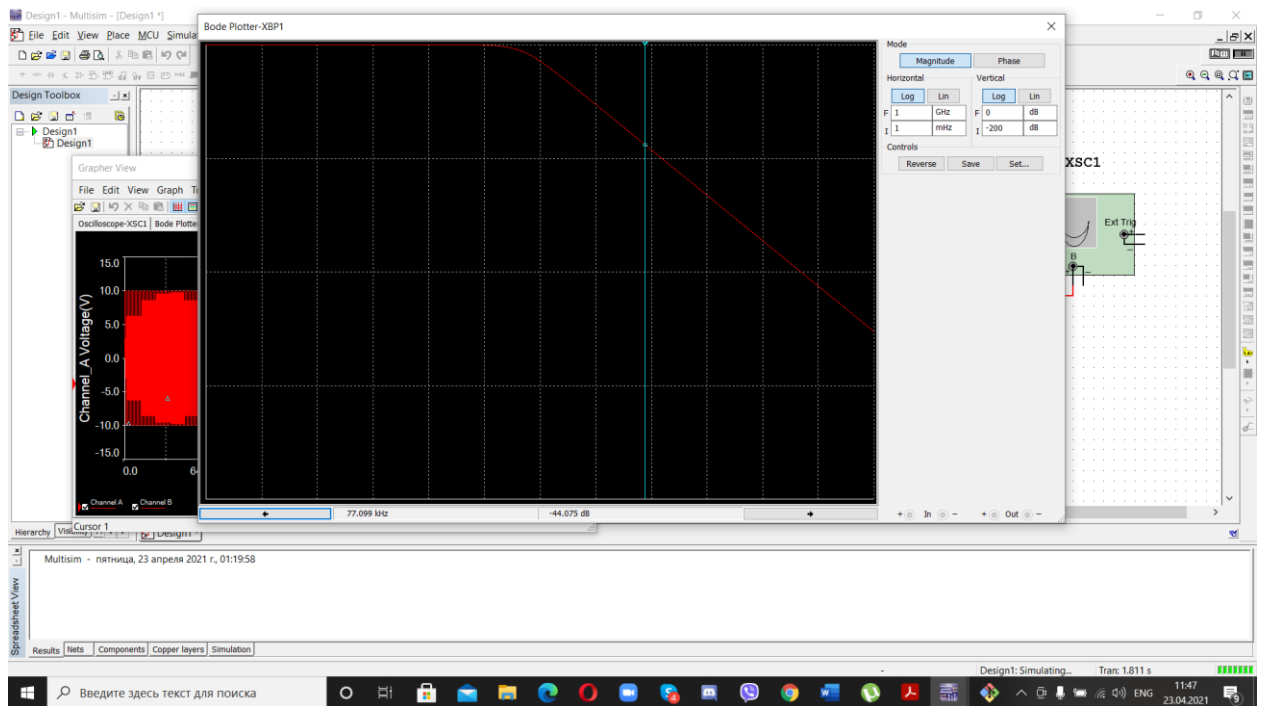 Design1 - Multisim - [Design1 *]
File Edit View Place MCU Simula
Design Toolbox
Design1
Design1
Grapher View
File Edit View Graph
Oscilloscope-XSC1 Bode Plotte
Channel_A Voltage(V)
15.0
10.0
5.0
0.0
-5.0
-10.0
-15.0
0.0
Channel A Channel B
Cursor 1
Bode Plotter-XBP1
Mode
Magnitude Phase
Horizontal Vertical
Log Lin Log Lin
F 1 GHz F 0 dB
I 1 mHz I -200 dB
Controls
Reverse Save Set...
77.099 kHz -44.075 dB
+ In - + Out -
XSC1
Ext Trig
B
Hierarchy
Design1
Multisim - пятница, 23 апреля 2021 г., 01:19:58
Spreadsheet View
Results Nets Components Copper layers Simulation
- Design1: Simulating... Tran: 1.811 s
Введите здесь текст для поиска
ENG
11:47
23.04.2021